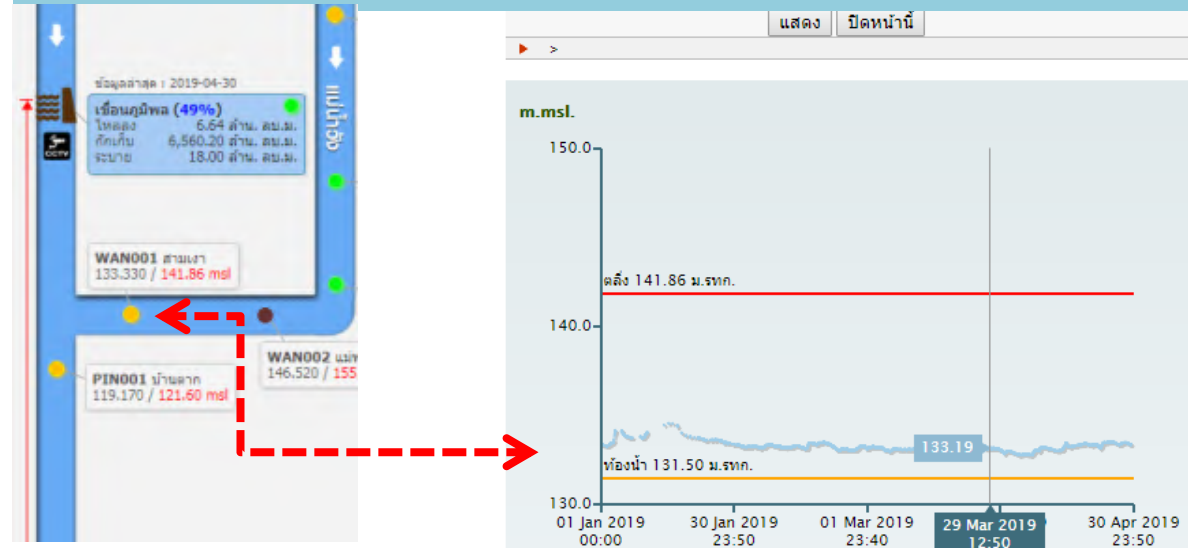 ข้อมูลล่าสุด : 2019-04-30
เขื่อนภูมิพล (49%)
ไหลลง 6.64 ล้าน. ลบ.ม.
กักเก็บ 6,560.20 ล้าน. ลบ.ม.
ระบาย 18.00 ล้าน. ลบ.ม.
CCTV
แม่น้ำวัง
WAN001 สามเงา
133.330 / 141.86 msl
WAN002
146.520 / 155
PIN001 บ้านตาก
119.170 / 121.60 msl
แสดง ปิดหน้านี้
>
m.msl.
150.0
ตลิ่ง 141.86 ม.รทก.
140.0
133.19
ท้องน้ำ 131.50 ม.รทก.
130.0
01 Jan 2019 30 Jan 2019 01 Mar 2019 29 Mar 2019 30 Apr 2019
00:00 23:50 23:40 12:50 23:50